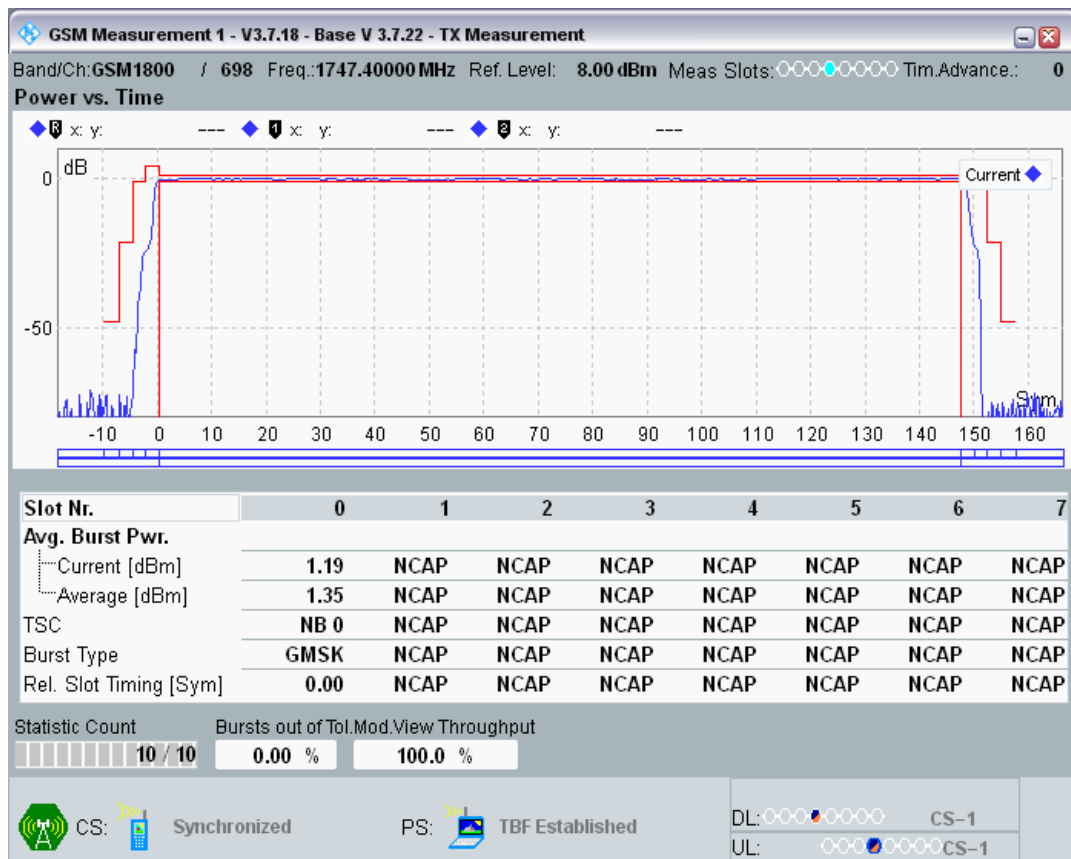 GSM Measurement 1 - V3.7.18 - Base V 3.7.22 - TX Measurement
Band/Ch:GSM1800 / 698 Freq.:1747.40000 MHz Ref. Level: 8.00 dBm Meas Slots: Tim.Advance.: 0
Power vs. Time
R x: y: --- 1 x: y: --- 2 x: y: ---
dB
0
Current
-50
Sym
-10 0 10 20 30 40 50 60 70 80 90 100 110 120 130 140 150 160
Slot Nr. 0 1 2 3 4 5 6 7
Avg. Burst Pwr.
Current [dBm] 1.19 NCAP NCAP NCAP NCAP NCAP NCAP NCAP
Average [dBm] 1.35 NCAP NCAP NCAP NCAP NCAP NCAP NCAP
TSC NB 0 NCAP NCAP NCAP NCAP NCAP NCAP NCAP
Burst Type GMSK NCAP NCAP NCAP NCAP NCAP NCAP NCAP
Rel. Slot Timing [Sym] 0.00 NCAP NCAP NCAP NCAP NCAP NCAP NCAP
Statistic Count Bursts out of Tol.Mod.View Throughput
10 / 10 0.00 % 100.0 %
CS: Synchronized PS: TBF Established
DL: CS-1
UL: CS-1